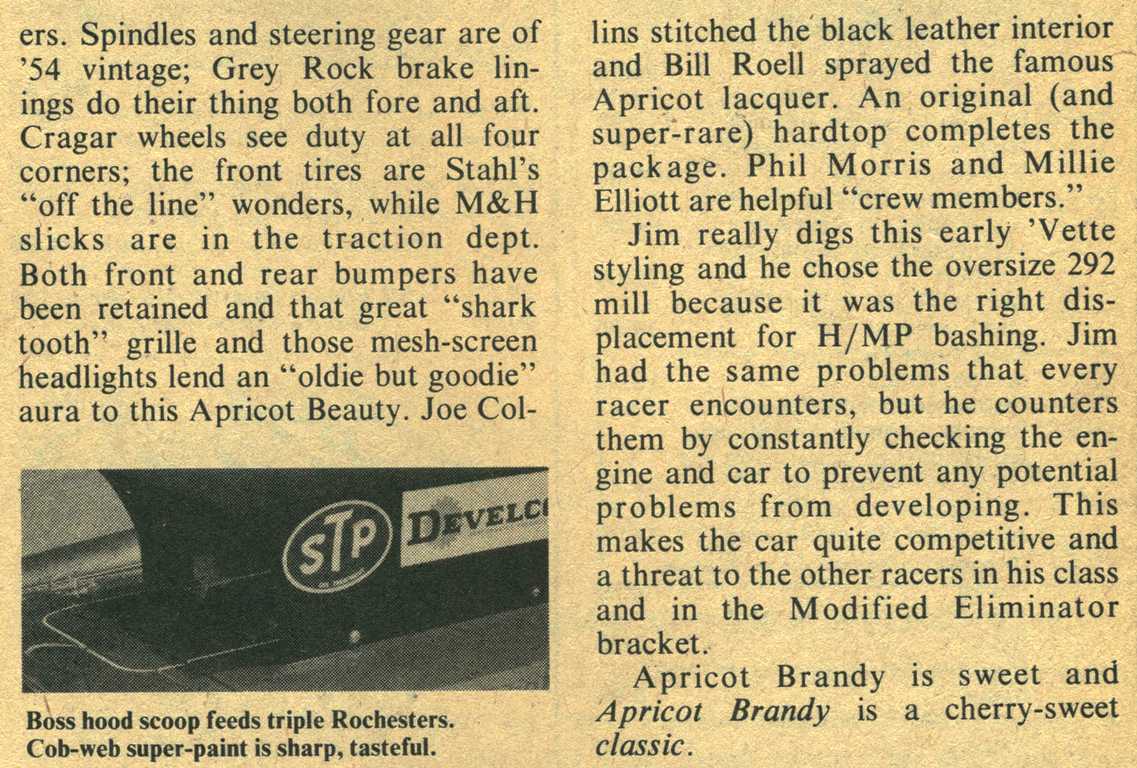 ers. Spindles and steering gear are of
'54 vintage; Grey Rock brake lin-
ings do their thing both fore and aft.
Cragar wheels see duty at all four
corners; the front tires are Stahl's
"off the line" wonders, while M&H
slicks are in the traction dept.
Both front and rear bumpers have
been retained and that great "shark
tooth" grille and those mesh-screen
headlights lend an "oldie but goodie"
aura to this Apricot Beauty. Joe Col-
STP
DEVELCO
Boss hood scoop feeds triple Rochesters.
Cob-web super-paint is sharp, tasteful.
lins stitched the black leather interior
and Bill Roell sprayed the famous
Apricot lacquer. An original (and
super-rare) hardtop completes the
package. Phil Morris and Millie
Elliott are helpful "crew members."
Jim really digs this early 'Vette
styling and he chose the oversize 292
mill because it was the right dis-
placement for H/MP bashing. Jim
had the same problems that every
racer encounters, but he counters
them by constantly checking the en-
gine and car to prevent any potential
problems from developing. This
makes the car quite competitive and
a threat to the other racers in his class
and in the Modified Eliminator
bracket.
Apricot Brandy is sweet and
Apricot Brandy is a cherry-sweet
classic.